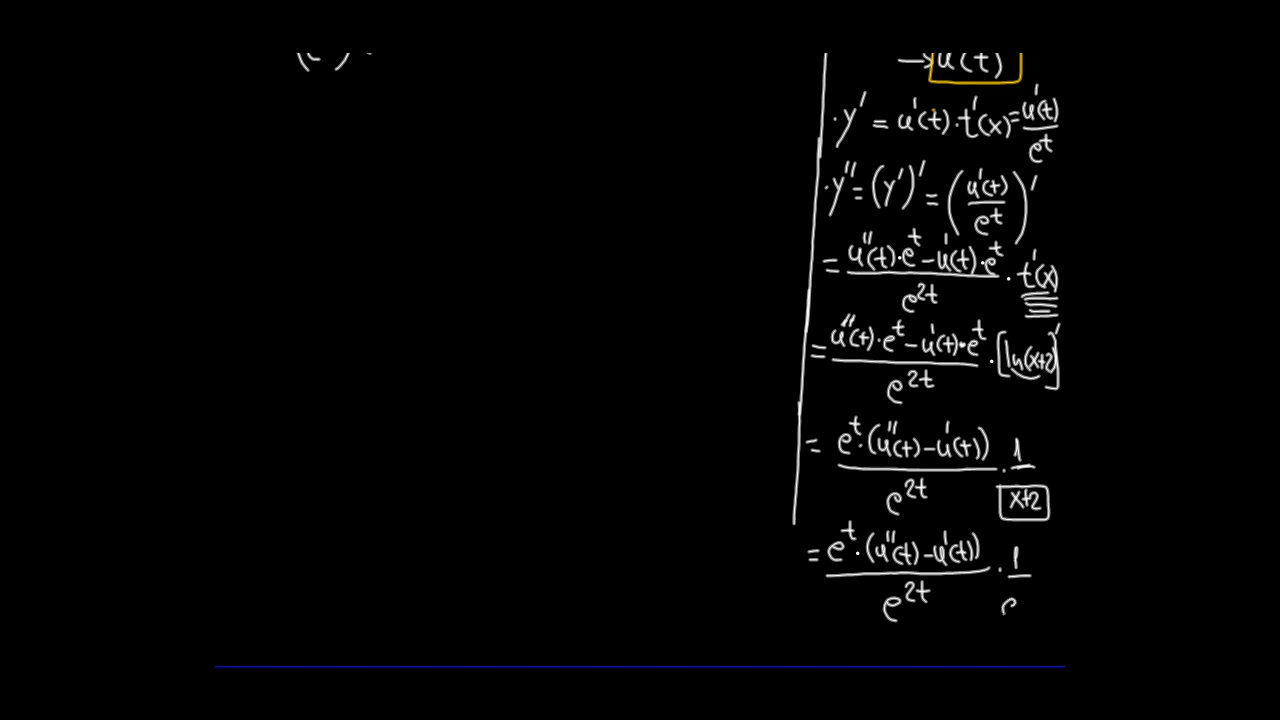 → u(t)
· y' = u'(t) · t'(x) = u'(t) / e^t
· y'' = (y')' = (u'(t) / e^t)'
= (u''(t) · e^t − u'(t) · e^t) / e^{2t} · t'(x)
= (u''(t) · e^t − u'(t) · e^t) / e^{2t} · [ln(x+2)]'
= e^t · (u''(t) − u'(t)) / e^{2t} · 1 / x+2
= e^t · (u''(t) − u'(t)) / e^{2t} · 1 /